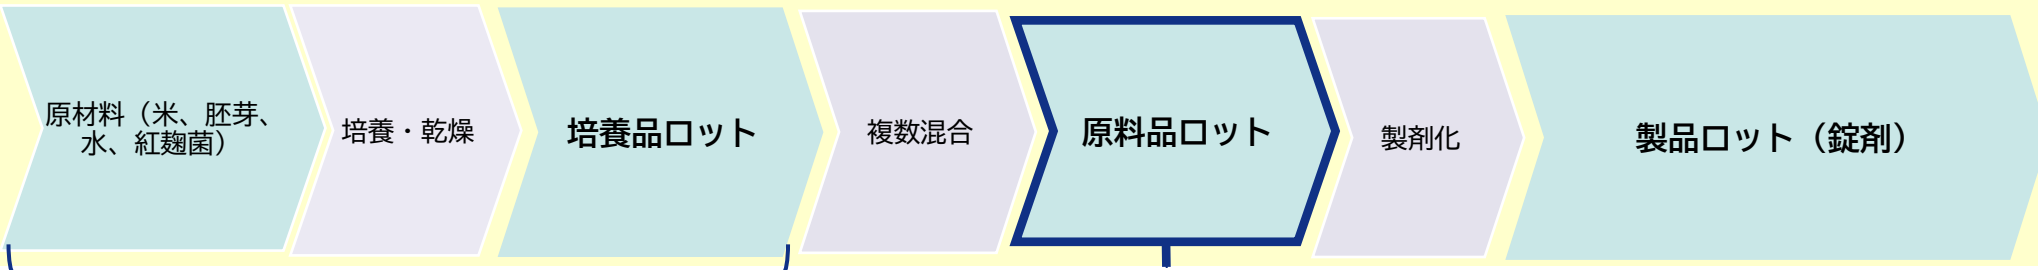 原材料（米、胚芽、
水、紅麹菌）
培養・乾燥
培養品ロット
複数混合
原料品ロット
製剤化
製品ロット（錠剤）